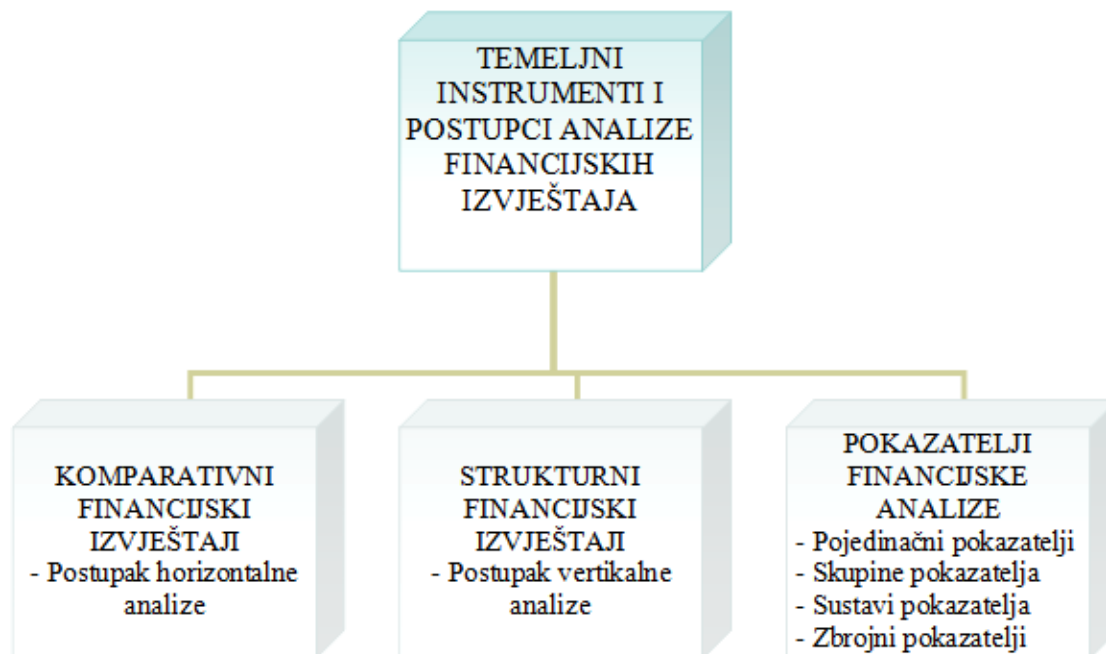 TEMELJNI
INSTRUMENTI I
POSTUPCI ANALIZE
FINANCIJSKIH
IZVJEŠTAJA
KOMPARATIVNI
FINANCIJSKI
IZVJEŠTAJI
- Postupak horizontalne
analize
STRUKTURNI
FINANCIJSKI
IZVJEŠTAJI
- Postupak vertikalne
analize
POKAZATELJI
FINANCIJSKE
ANALIZE
- Pojedinačni pokazatelji
- Skupine pokazatelja
- Sustavi pokazatelja
- Zbrojni pokazatelji